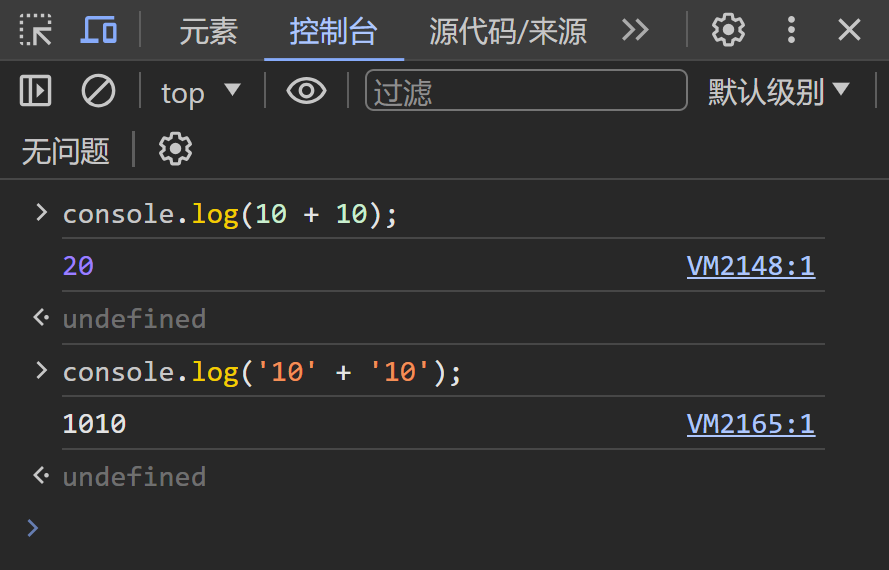 元素 控制台 源代码/来源
top 过滤 默认级别
无问题
console.log(10 + 10);
20 VM2148:1
undefined
console.log('10' + '10');
1010 VM2165:1
undefined